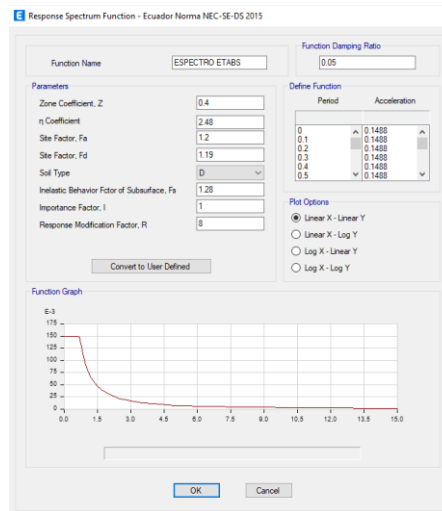 E Response Spectrum Function - Ecuador Norma NEC-SE-DS 2015
Function Damping Ratio
Function Name ESPECTRO ETABS 0.05
Parameters
Zone Coefficient, Z 0.4
η Coefficient 2.48
Site Factor, Fa 1.2
Site Factor, Fd 1.19
Soil Type D
Inelastic Behavior Fctor of Subsurface, Fs 1.28
Importance Factor, I 1
Response Modification Factor, R 8
Convert to User Defined
Define Function
Period Acceleration
0 0.1488
0.1 0.1488
0.2 0.1488
0.3 0.1488
0.4 0.1488
0.5 0.1488
Plot Options
Linear X - Linear Y
Linear X - Log Y
Log X - Linear Y
Log X - Log Y
Function Graph
E-3
175
150
125
100
75
50
25
0
0.0 1.5 3.0 4.5 6.0 7.5 9.0 10.5 12.0 13.5 15.0
OK Cancel